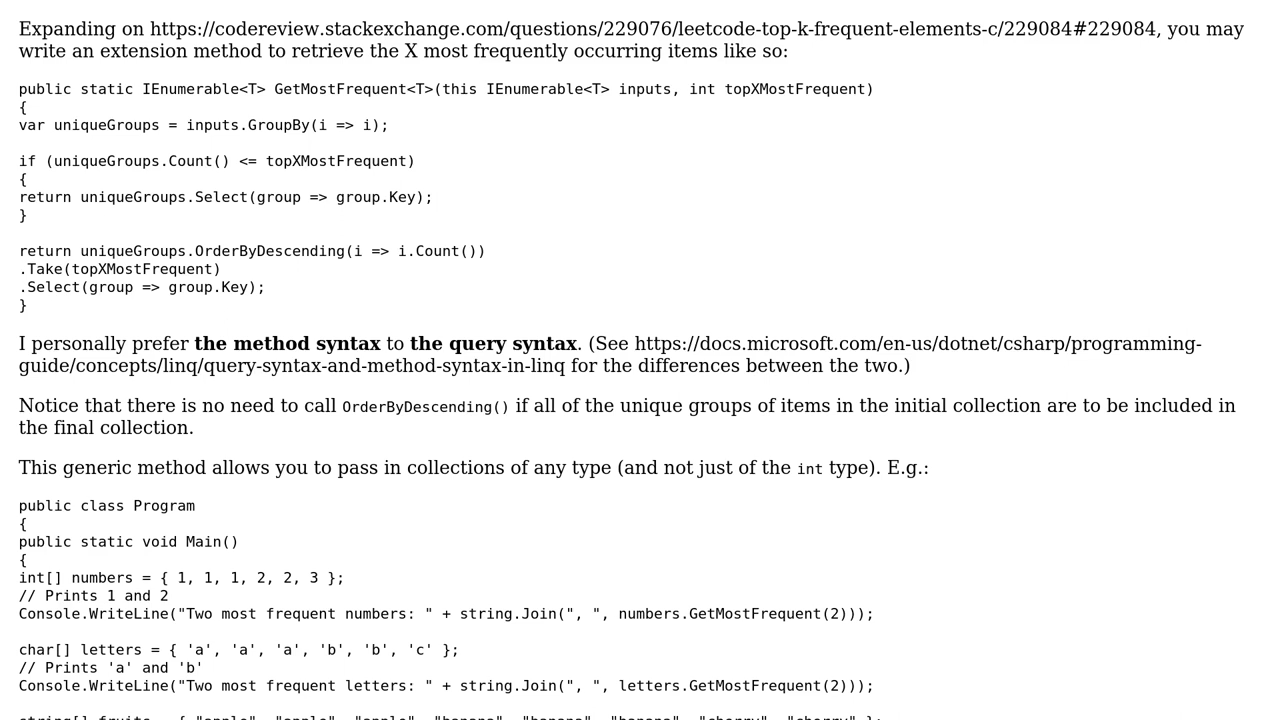 Expanding on https://codereview.stackexchange.com/questions/229076/leetcode-top-k-frequent-elements-c/229084#229084, you may
write an extension method to retrieve the X most frequently occurring items like so:
public static IEnumerable<T> GetMostFrequent<T>(this IEnumerable<T> inputs, int topXMostFrequent)
{
var uniqueGroups = inputs.GroupBy(i => i);
if (uniqueGroups.Count() <= topXMostFrequent)
{
return uniqueGroups.Select(group => group.Key);
}
return uniqueGroups.OrderByDescending(i => i.Count())
.Take(topXMostFrequent)
.Select(group => group.Key);
}
I personally prefer the method syntax to the query syntax. (See https://docs.microsoft.com/en-us/dotnet/csharp/programming-
guide/concepts/linq/query-syntax-and-method-syntax-in-linq for the differences between the two.)
Notice that there is no need to call OrderByDescending() if all of the unique groups of items in the initial collection are to be included in
the final collection.
This generic method allows you to pass in collections of any type (and not just of the int type). E.g.:
public class Program
{
public static void Main()
{
int[] numbers = { 1, 1, 1, 2, 2, 3 };
// Prints 1 and 2
Console.WriteLine("Two most frequent numbers: " + string.Join(", ", numbers.GetMostFrequent(2)));
char[] letters = { 'a', 'a', 'a', 'b', 'b', 'c' };
// Prints 'a' and 'b'
Console.WriteLine("Two most frequent letters: " + string.Join(", ", letters.GetMostFrequent(2)));
string[] fruits = { "apple", "apple", "apple", "banana", "banana", "banana", "cherry", "cherry" };